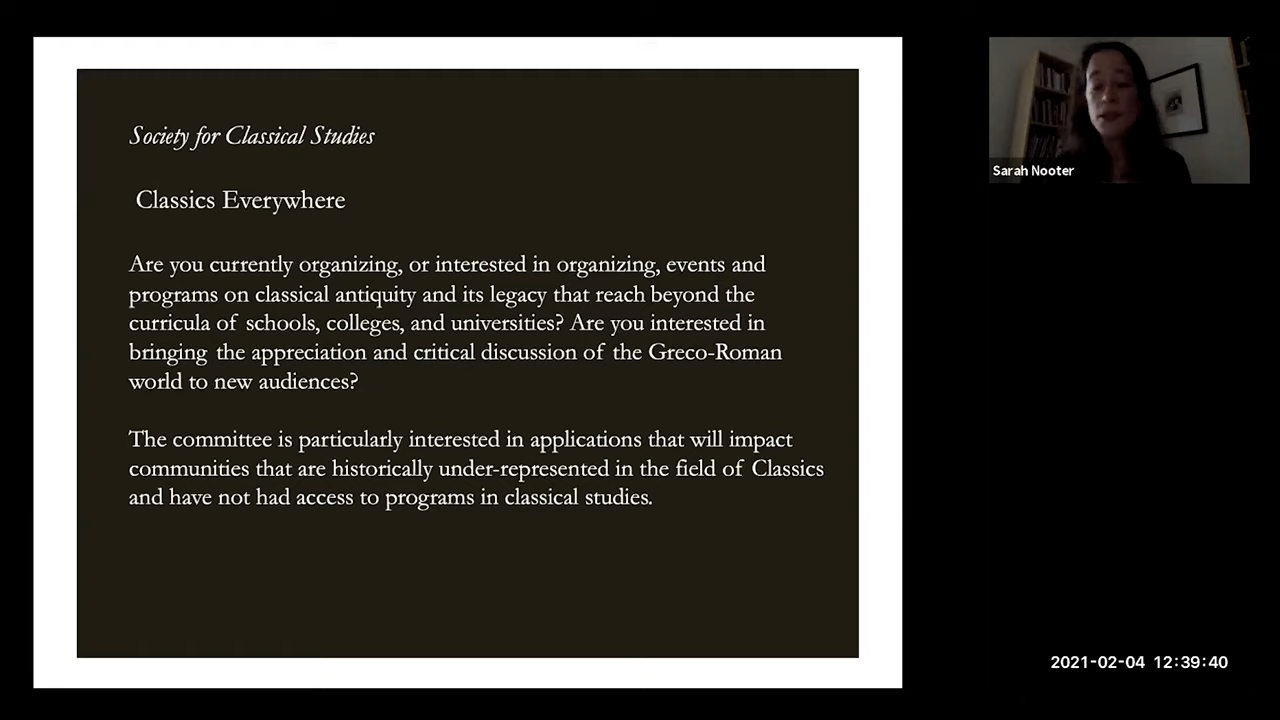 Society for Classical Studies
Classics Everywhere
Are you currently organizing, or interested in organizing, events and
programs on classical antiquity and its legacy that reach beyond the
curricula of schools, colleges, and universities? Are you interested in
bringing the appreciation and critical discussion of the Greco-Roman
world to new audiences?
The committee is particularly interested in applications that will impact
communities that are historically under-represented in the field of Classics
and have not had access to programs in classical studies.
Sarah Nooter
2021-02-04 12:39:40